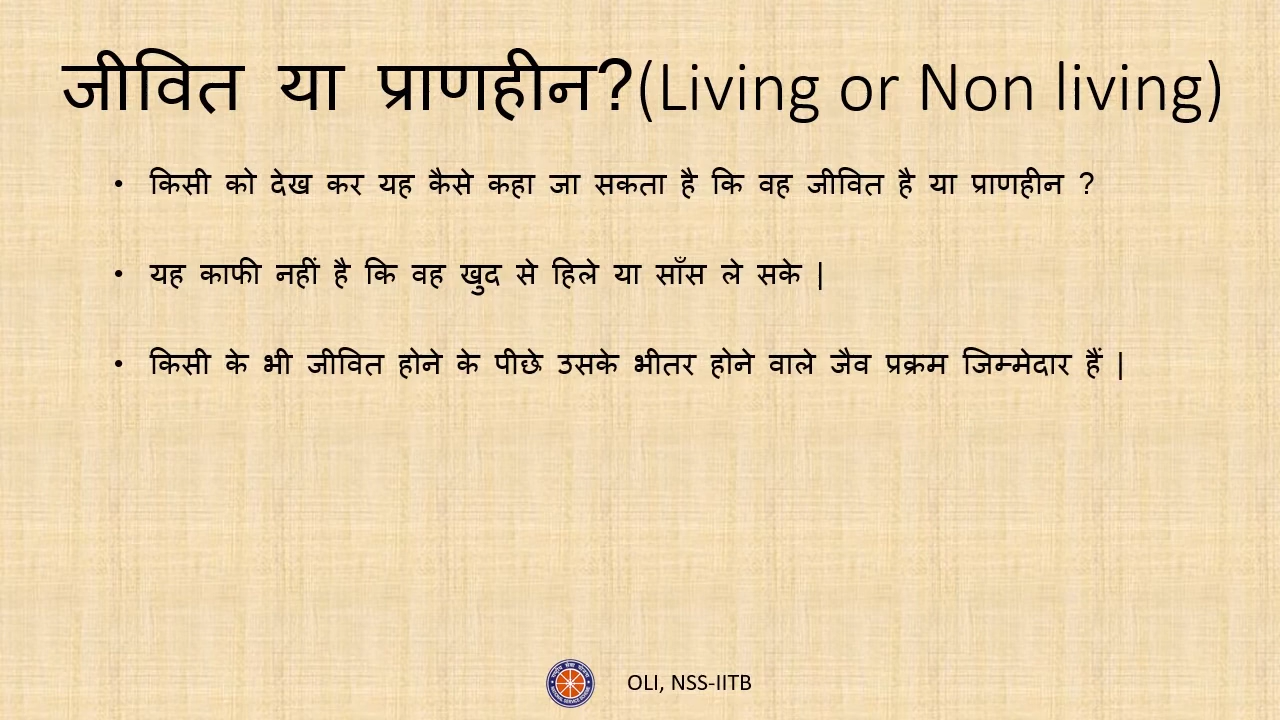 जीवित या प्राणहीन?(Living or Non living)
• किसी को देख कर यह कैसे कहा जा सकता है कि वह जीवित है या प्राणहीन ?
• यह काफी नहीं है कि वह खुद से हिले या साँस ले सके |
• किसी के भी जीवित होने के पीछे उसके भीतर होने वाले जैव प्रक्रम जिम्मेदार हैं |
OLI, NSS-IITB